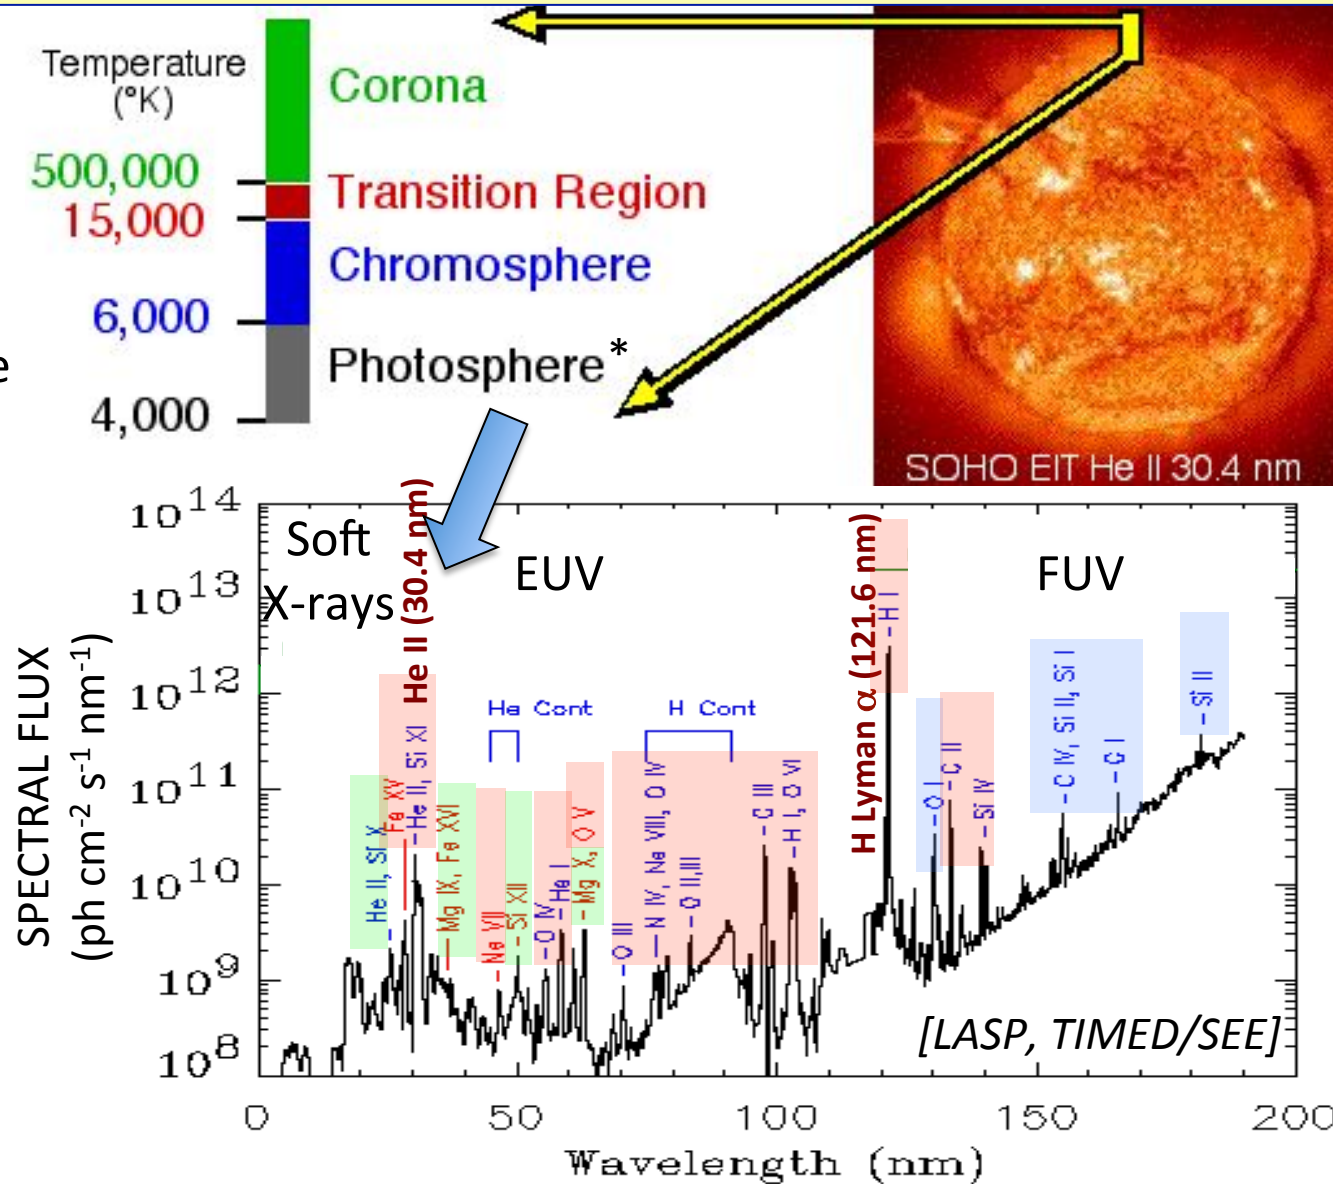 Temperature
(°K)
Corona
500,000
Transition Region
15,000
Chromosphere
6,000
Photosphere*
e
4,000
SOHO EIT He II 30.4 nm
10^14
10^13
10^12
10^11
10^10
10^9
10^8
SPECTRAL FLUX
(ph cm^-2 s^-1 nm^-1)
Soft
X-rays
EUV
FUV
He II (30.4 nm)
H Lyman α (121.6 nm)
He Cont
H Cont
He II, Si X
Fe XV
He II, Si XI
Mg IX, Fe XVI
Ne VII
Si XII
O IV
He I
Mg X, O V
O III
N IV, Ne VIII, O IV
O II,III
C III
H I, O VI
H I
O I
C II
Si IV
C IV, Si II, Si I
C I
Si II
[LASP, TIMED/SEE]
0
50
100
150
200
Wavelength (nm)